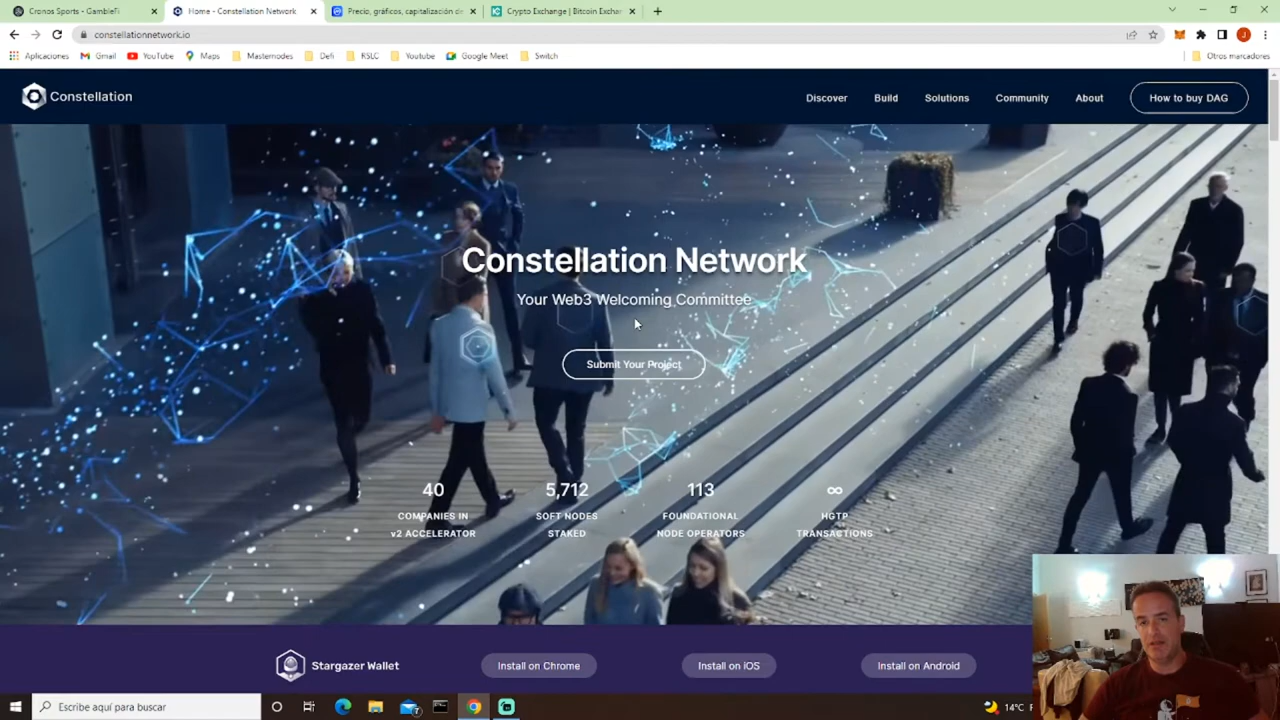 Cronos Sports - GambleFi
Home - Constellation Network
Precio, gráficos, capitalización de
Crypto Exchange | Bitcoin Exchan
constellationnetwork.io
Aplicaciones
Gmail
YouTube
Maps
Masternodes
Defi
RSLC
Youtube
Google Meet
Switch
Otros marcadores
Constellation
Discover
Build
Solutions
Community
About
How to buy DAG
Constellation Network
Your Web3 Welcoming Committee
Submit Your Project
40
COMPANIES IN
v2 ACCELERATOR
5,712
SOFT NODES
STAKED
113
FOUNDATIONAL
NODE OPERATORS
∞
HGTP
TRANSACTIONS
Stargazer Wallet
Install on Chrome
Install on iOS
Install on Android
Escribe aquí para buscar
7
14°C